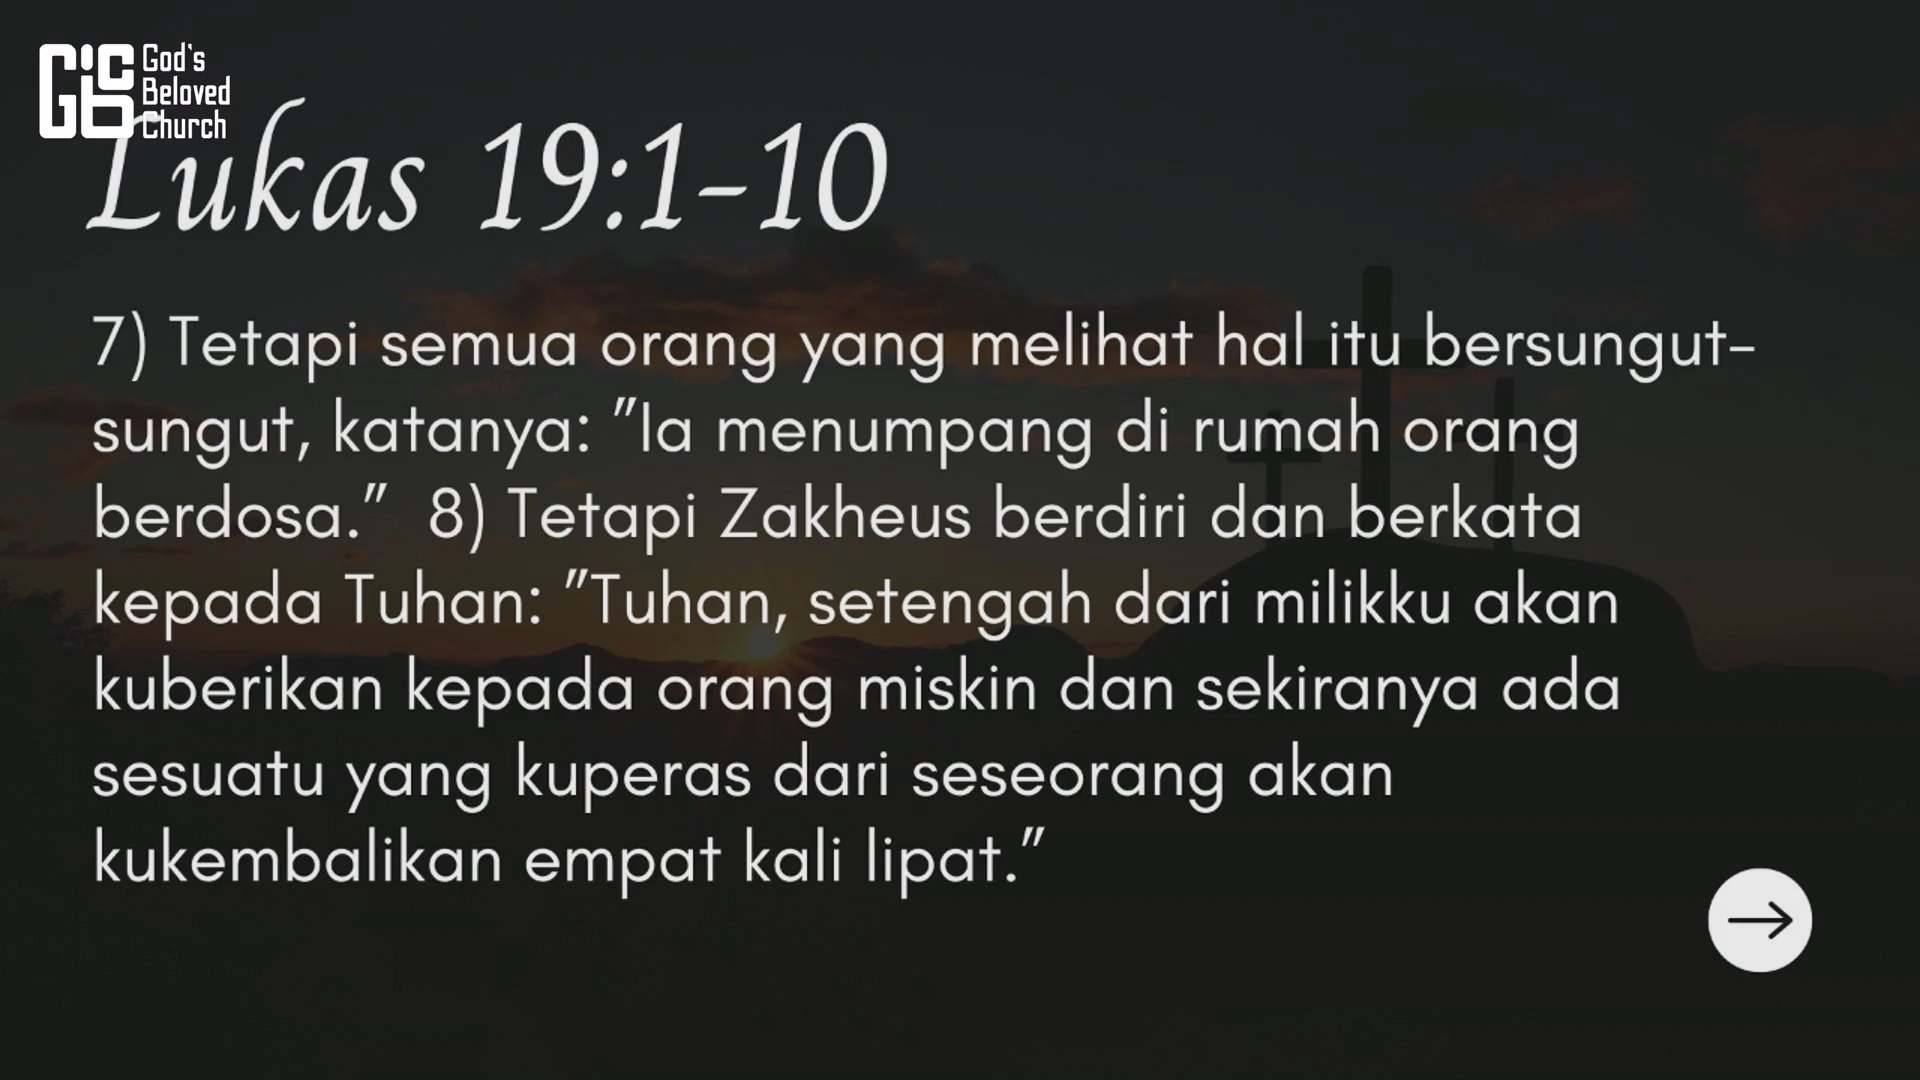 God's
Beloved
Church
Lukas 19:1-10
7) Tetapi semua orang yang melihat hal itu bersungut-
sungut, katanya: "Ia menumpang di rumah orang
berdosa."  8) Tetapi Zakheus berdiri dan berkata
kepada Tuhan: "Tuhan, setengah dari milikku akan
kuberikan kepada orang miskin dan sekiranya ada
sesuatu yang kuperas dari seseorang akan
kukembalikan empat kali lipat."